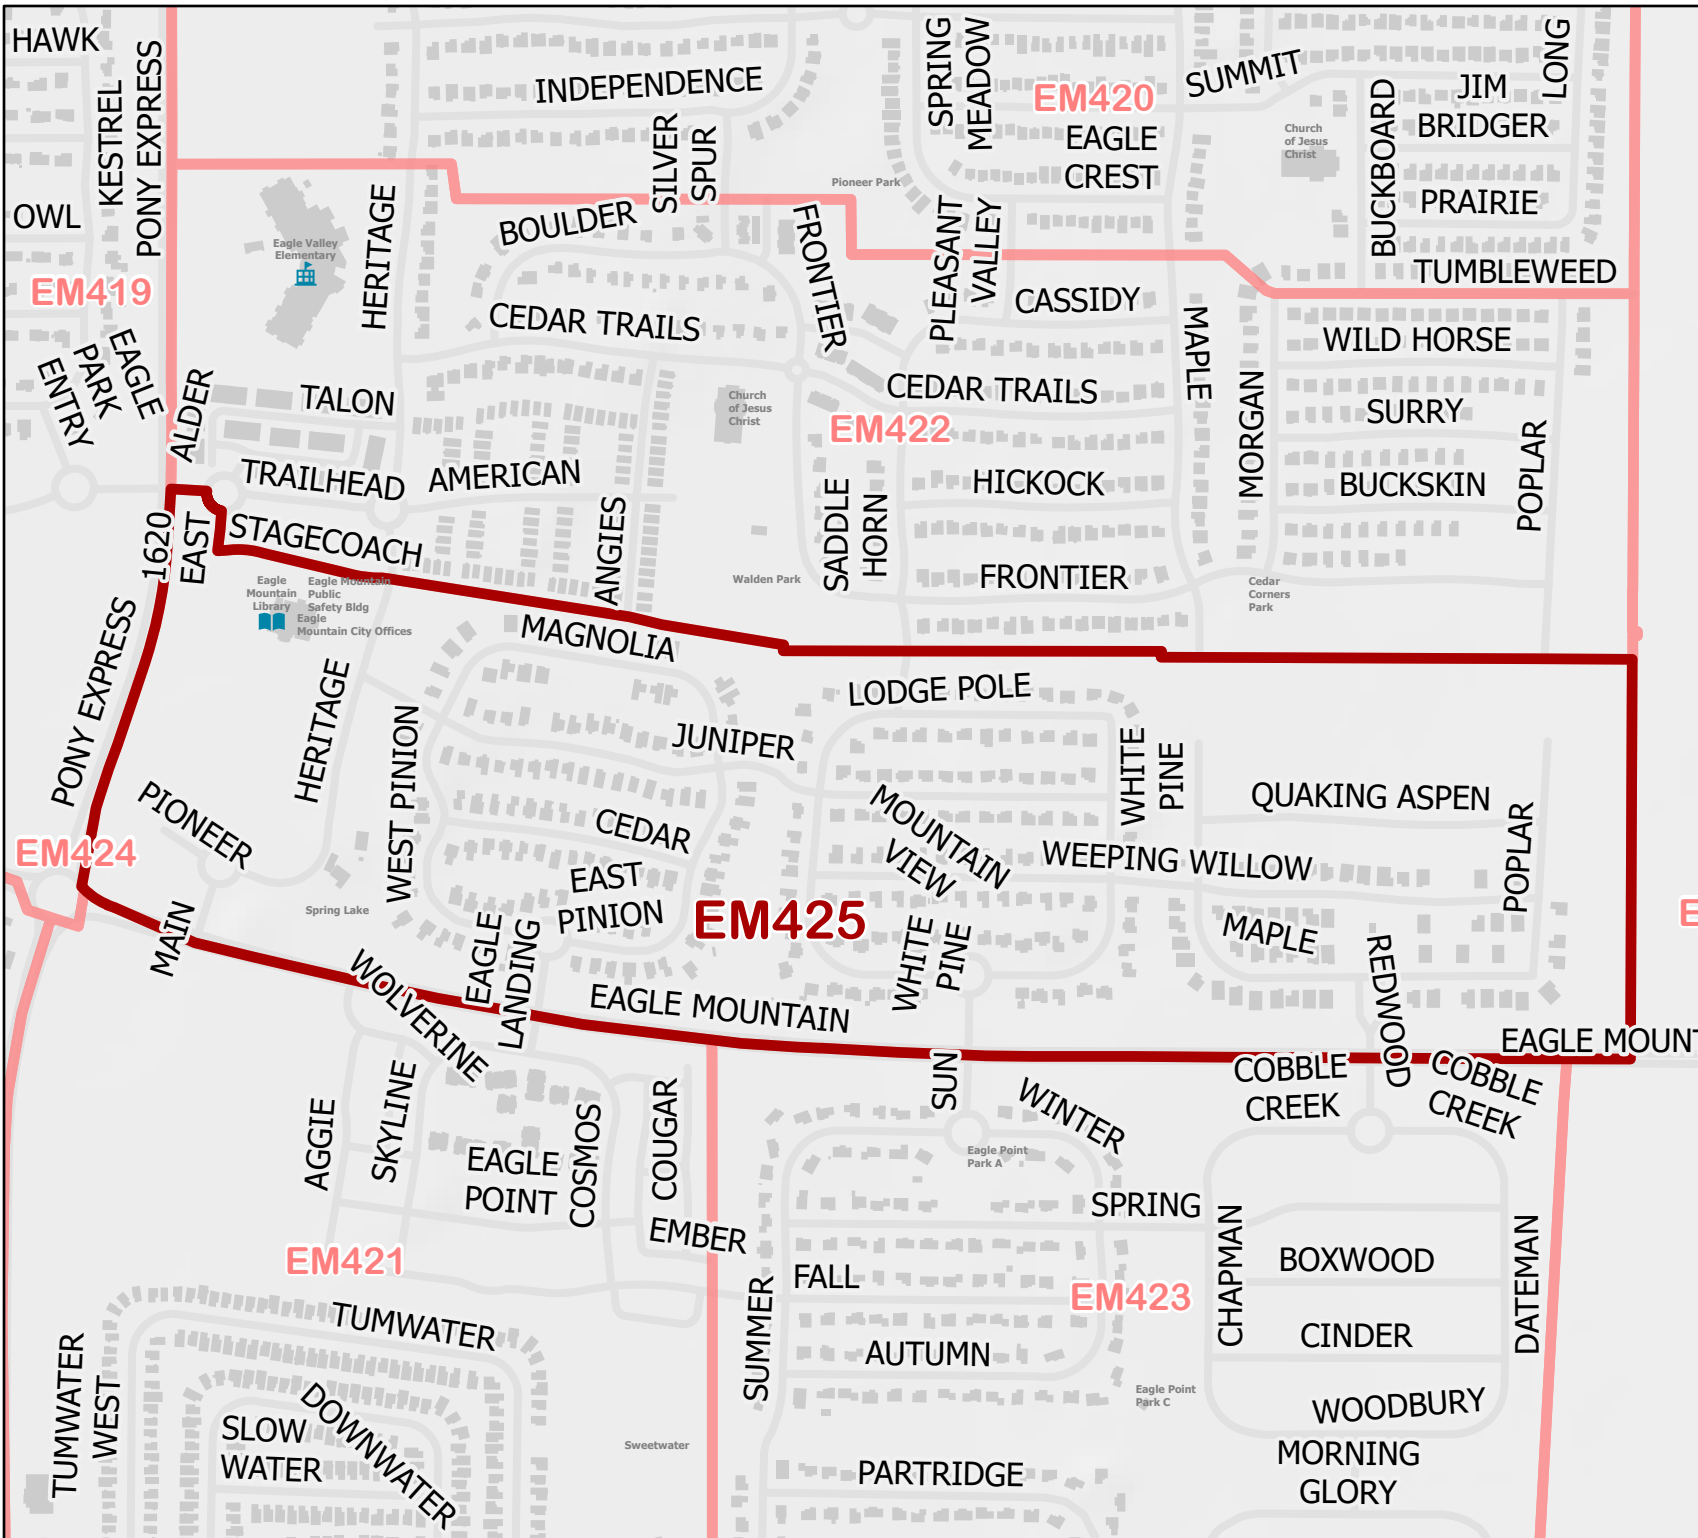 HAWK
KESTREL
PONY EXPRESS
OWL
EM419
EAGLE
PARK
ENTRY
ALDER
INDEPENDENCE
SILVER
SPUR
SPRING
MEADOW
EM420
EAGLE
CREST
SUMMIT
Church
of Jesus
Christ
BUCKBOARD
JIM
BRIDGER
LONG
PRAIRIE
TUMBLEWEED
Pioneer Park
Eagle Valley
Elementary
HERITAGE
BOULDER
CEDAR TRAILS
FRONTIER
PLEASANT
VALLEY
CASSIDY
MAPLE
MORGAN
WILD HORSE
SURRY
BUCKSKIN
POPLAR
TALON
TRAILHEAD
AMERICAN
Church
of Jesus
Christ
EM422
CEDAR TRAILS
HICKOCK
SADDLE
HORN
FRONTIER
Walden Park
Cedar
Corners
Park
1620
EAST
STAGECOACH
ANGIES
Eagle
Mountain
Library
Eagle Mountain
Public
Safety Bldg
Eagle
Mountain City Offices
PONY EXPRESS
HERITAGE
MAGNOLIA
LODGE POLE
JUNIPER
WEST PINION
WHITE
PINE
QUAKING ASPEN
POPLAR
PIONEER
EM424
CEDAR
MOUNTAIN
VIEW
WEEPING WILLOW
EAST
PINION
EM425
MAPLE
REDWOOD
E
Spring Lake
MAIN
WOLVERINE
EAGLE
LANDING
EAGLE MOUNTAIN
WHITE
PINE
EAGLE MOUNT
SUN
WINTER
COBBLE
CREEK
COBBLE
CREEK
AGGIE
SKYLINE
EAGLE
POINT
COSMOS
COUGAR
EMBER
Eagle Point
Park A
SPRING
CHAPMAN
BOXWOOD
DATEMAN
EM421
FALL
EM423
SUMMER
AUTUMN
CINDER
TUMWATER
TUMWATER
WEST
SLOW
WATER
DOWNWATER
Sweetwater
Eagle Point
Park C
WOODBURY
PARTRIDGE
MORNING
GLORY